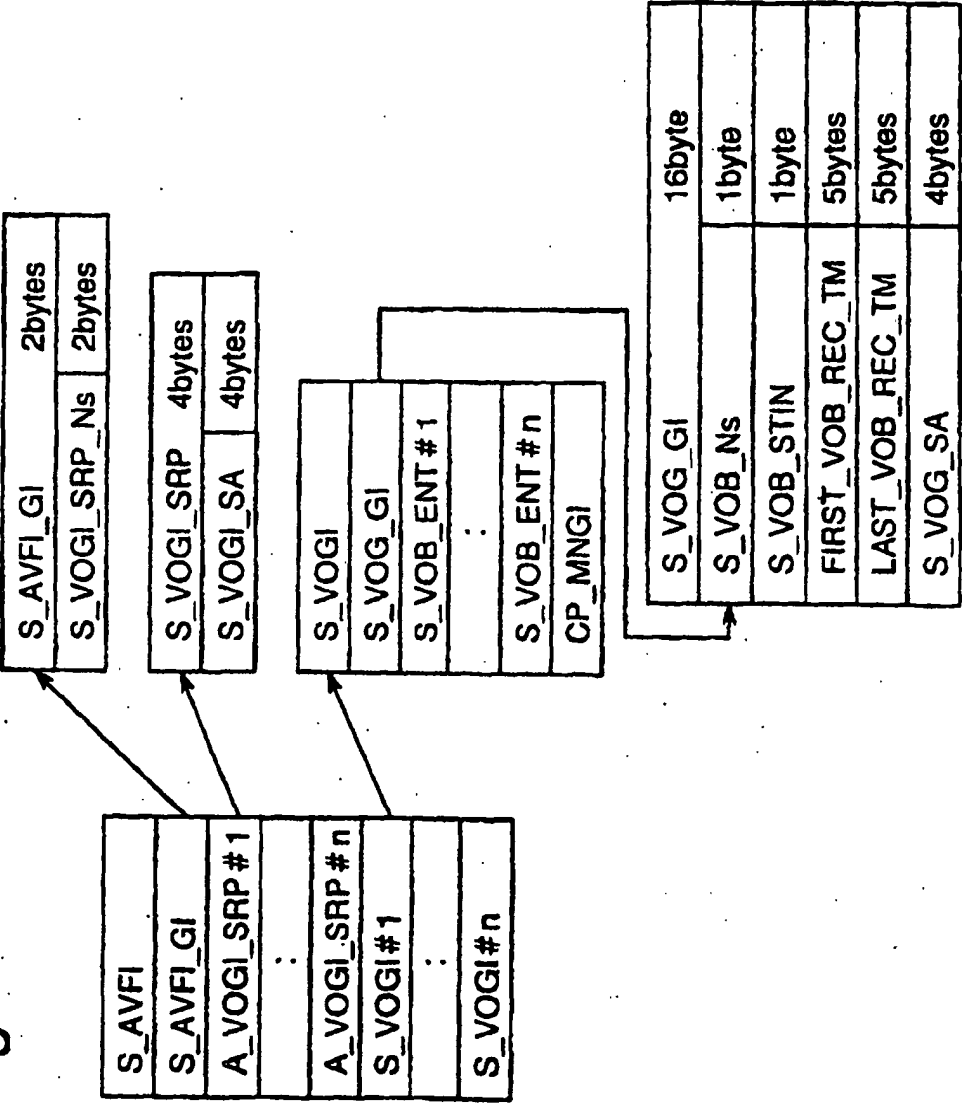 S_AVFI
S_AVFI_GI
A_VOGI_SRP#1
:
A_VOGI_SRP#n
S_VOGI#1
:
S_VOGI#n
S_AVFI_GI 2bytes
S_VOGI_SRP_Ns 2bytes
S_VOGI_SRP 4bytes
S_VOGI_SA 4bytes
S_VOGI
S_VOG_GI
S_VOB_ENT#1
:
S_VOB_ENT#n
CP_MNGI
S_VOG_GI 16byte
S_VOB_Ns 1byte
S_VOB_STIN 1byte
FIRST_VOB_REC_TM 5bytes
LAST_VOB_REC_TM 5bytes
S_VOG_SA 4bytes